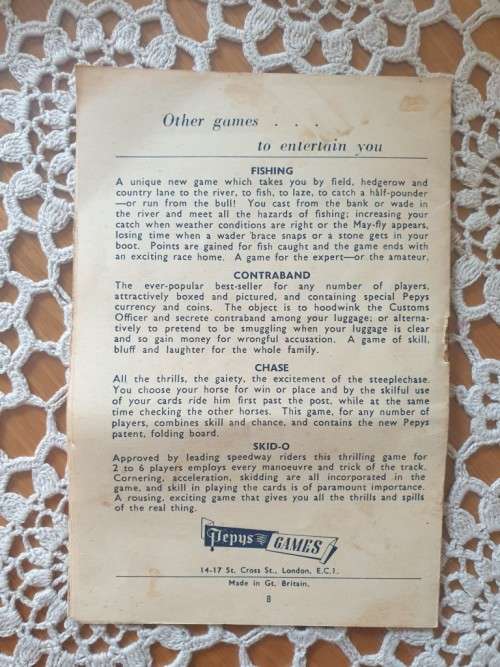 Other games . . .
to entertain you
FISHING
A unique new game which takes you by field, hedgerow and
country lane to the river, to fish, to laze, to catch a half-pounder
—or run from the bull! You cast from the bank or wade in
the river and meet all the hazards of fishing; increasing your
catch when weather conditions are right or the May-fly appears,
losing time when a wader brace snaps or a stone gets in your
boot. Points are gained for fish caught and the game ends with
an exciting race home. A game for the expert—or the amateur.
CONTRABAND
The ever-popular best-seller for any number of players,
attractively boxed and pictured, and containing special Pepys
currency and coins. The object is to hoodwink the Customs
Officer and secrete contraband among your luggage; or alterna-
tively to pretend to be smuggling when your luggage is clear
and so gain money for wrongful accusation. A game of skill,
bluff and laughter for the whole family.
CHASE
All the thrills, the gaiety, the excitement of the steeplechase.
You choose your horse for win or place and by the skilful use
of your cards ride him first past the post, while at the same
time checking the other horses. This game, for any number of
players, combines skill and chance, and contains the new Pepys
patent, folding board.
SKID-O
Approved by leading speedway riders this thrilling game for
2 to 6 players employs every manoeuvre and trick of the track.
Cornering, acceleration, skidding are all incorporated in the
game, and skill in playing the cards is of paramount importance.
A rousing, exciting game that gives you all the thrills and spills
of the real thing.
Pepys GAMES
14-17 St. Cross St., London, E.C.1.
Made in Gt. Britain.
8